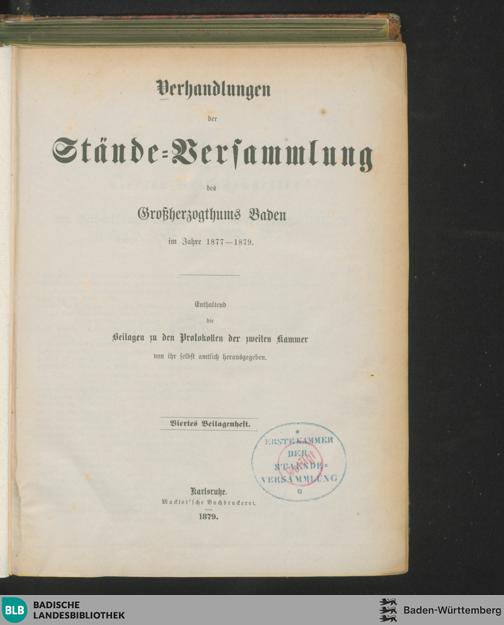 Verhandlungen
der
Stände-Versammlung
des
Großherzogthums Baden
im Jahre 1877—1879.
Enthaltend
die
Beilagen zu den Protokollen der zweiten Kammer
von ihr selbst amtlich herausgegeben.
Viertes Beilagenheft.
ERSTE KAMMER
DER
STAENDE-
VERSAMMLUNG
Karlsruhe.
Malsch'sche Buchdruckerei.
1879.
BLB BADISCHE
LANDESBIBLIOTHEK
Baden-Württemberg